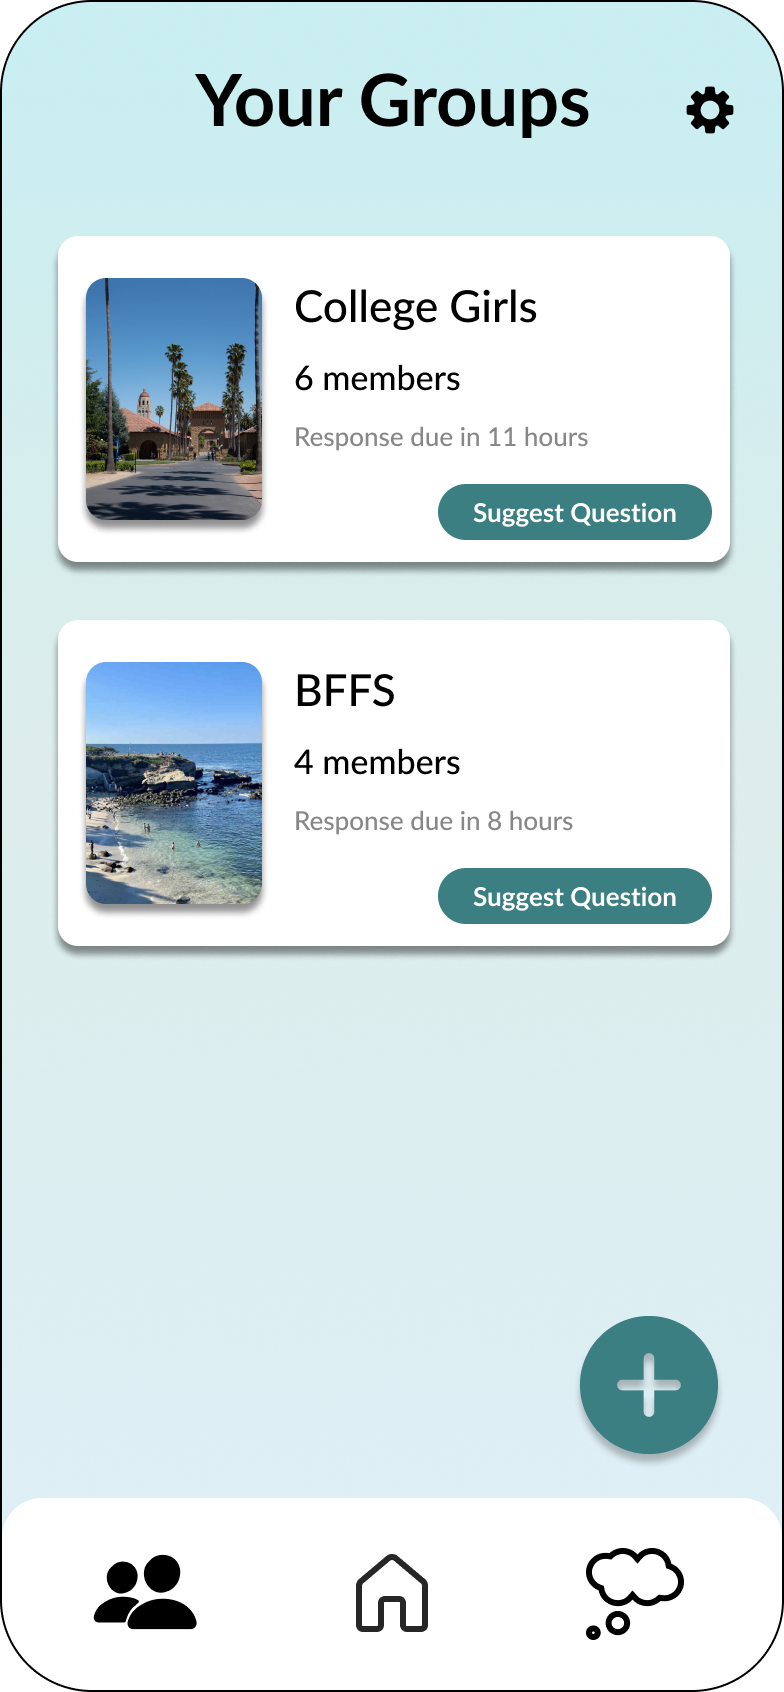 Your Groups
College Girls
6 members
Response due in 11 hours
Suggest Question
BFFS
4 members
Response due in 8 hours
Suggest Question